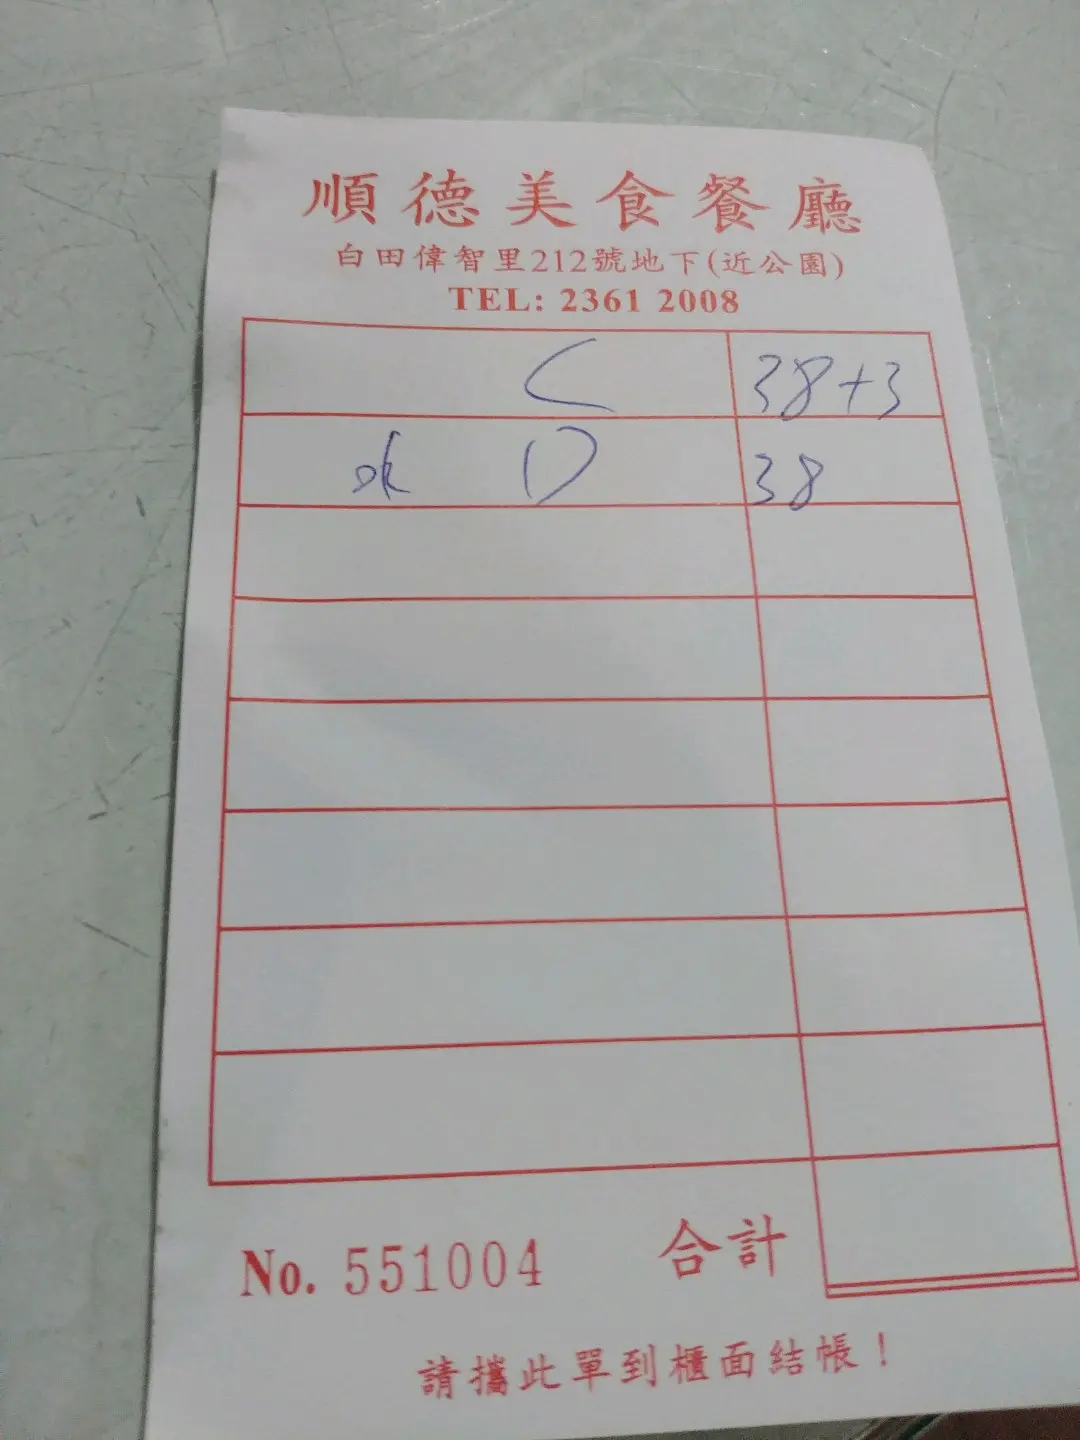 順德美食餐廳
白田偉智里212號地下(近公園)
TEL: 2361 2008
C 38+3
D 38
No. 551004 合計
請攜此單到櫃面結帳！